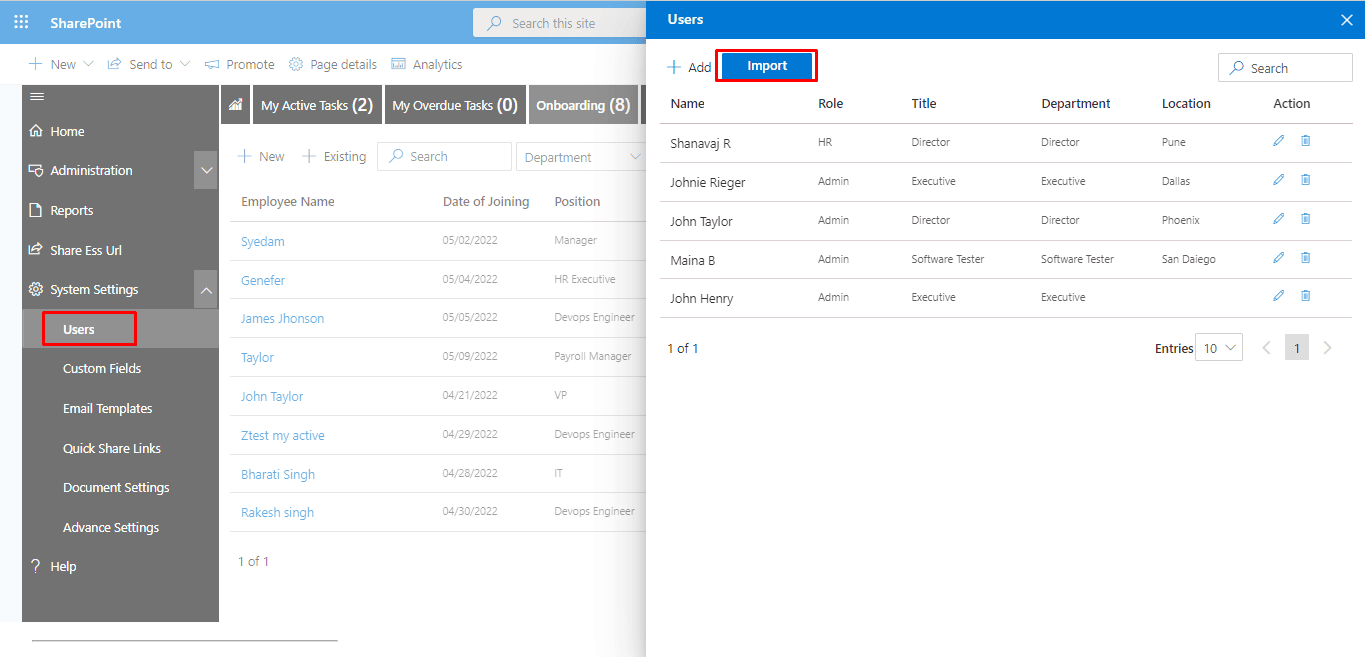 SharePoint
Search this site
New
Send to
Promote
Page details
Analytics
Home
Administration
Reports
Share Ess Url
System Settings
Users
Custom Fields
Email Templates
Quick Share Links
Document Settings
Advance Settings
? Help
My Active Tasks (2)
My Overdue Tasks (0)
Onboarding (8)
New
Existing
Search
Department
Employee Name Date of Joining Position
Syedam 05/02/2022 Manager
Genefer 05/04/2022 HR Executive
James Jhonson 05/05/2022 Devops Engineer
Taylor 05/09/2022 Payroll Manager
John Taylor 04/21/2022 VP
Ztest my active 04/29/2022 Devops Engineer
Bharati Singh 04/28/2022 IT
Rakesh singh 04/30/2022 Devops Engineer
1 of 1
Users
Add
Import
Search
Name Role Title Department Location Action
Shanavaj R HR Director Director Pune
Johnie Rieger Admin Executive Executive Dallas
John Taylor Admin Director Director Phoenix
Maina B Admin Software Tester Software Tester San Daiego
John Henry Admin Executive Executive
1 of 1
Entries 10
1